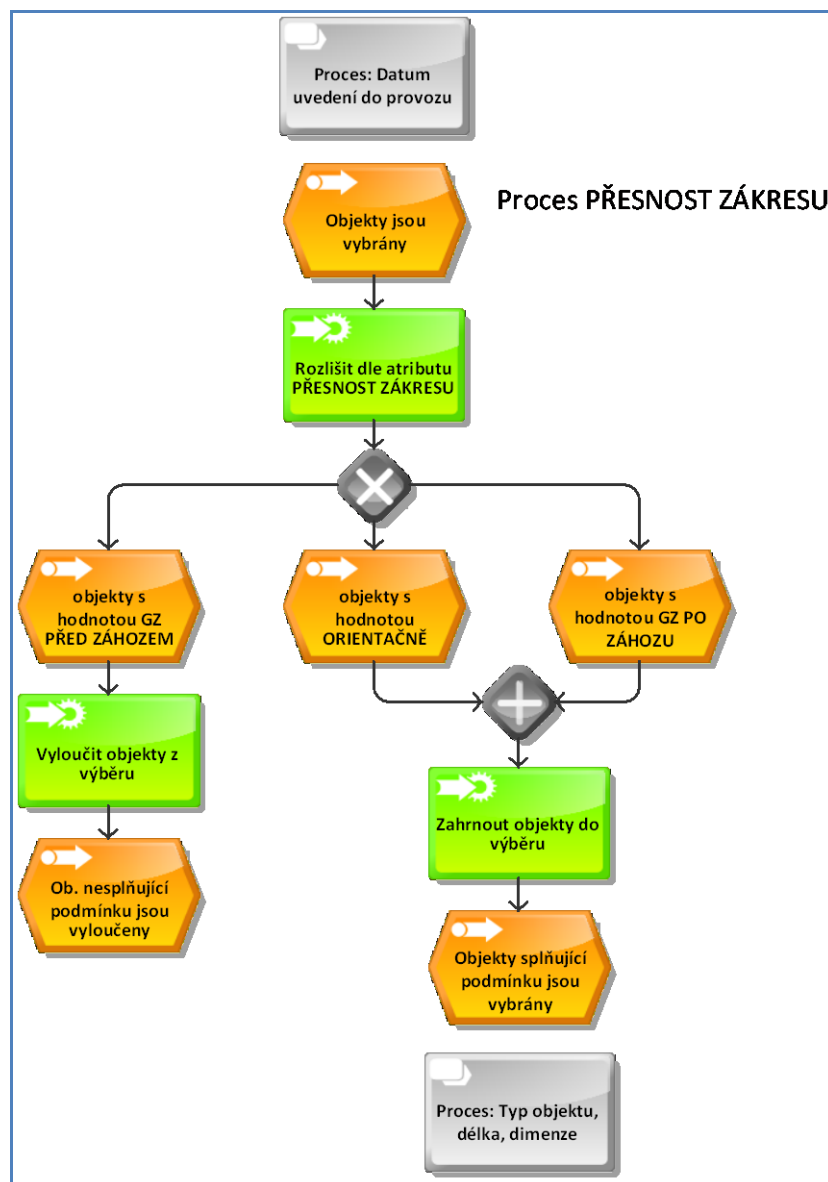 Proces: Datum
uvedení do provozu
Proces PŘESNOST ZÁKRESU
Objekty jsou
vybrány
Rozlišit dle atributu
PŘESNOST ZÁKRESU
objekty s
hodnotou GZ
PŘED ZÁHOZEM
objekty s
hodnotou
ORIENTAČNĚ
objekty s
hodnotou GZ PO
ZÁHOZU
Vyloučit objekty z
výběru
Zahrnout objekty do
výběru
Ob. nesplňující
podmínku jsou
vyloučeny
Objekty splňující
podmínku jsou
vybrány
Proces: Typ objektu,
délka, dimenze